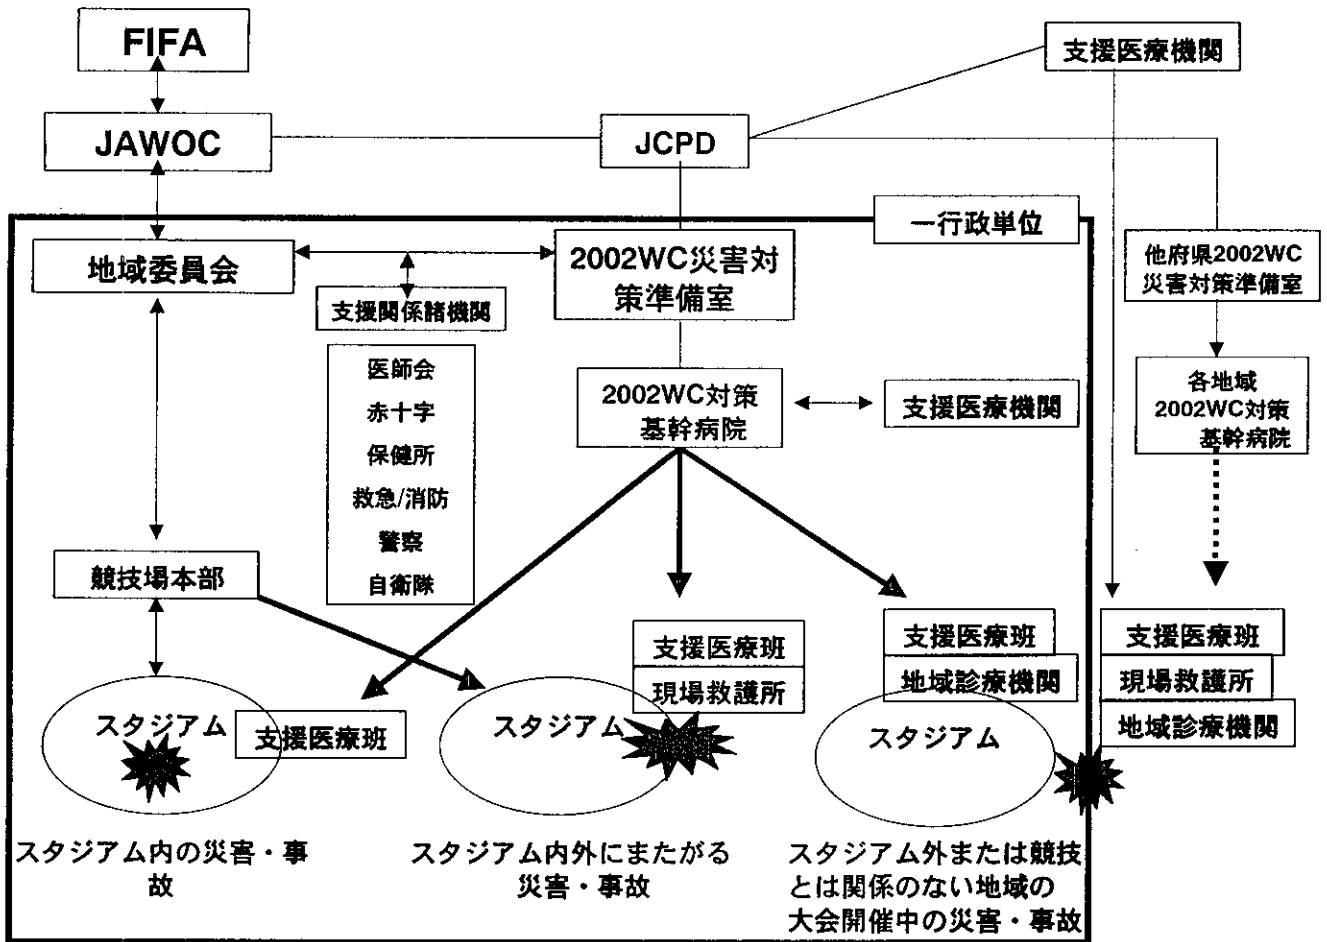 FIFA
支援医療機関
JAWOC
JCPD
一行政単位
地域委員会
2002WC災害対
策準備室
他府県2002WC
災害対策準備室
支援関係諸機関
医師会
赤十字
保健所
救急/消防
警察
自衛隊
2002WC対策
基幹病院
支援医療機関
各地域
2002WC対策
基幹病院
競技場本部
支援医療班
現場救護所
支援医療班
地域診療機関
支援医療班
現場救護所
地域診療機関
スタジアム
支援医療班
スタジアム
スタジアム
スタジアム内の災害・事
故
スタジアム内外にまたがる
災害・事故
スタジアム外または競技
とは関係のない地域の
大会開催中の災害・事故